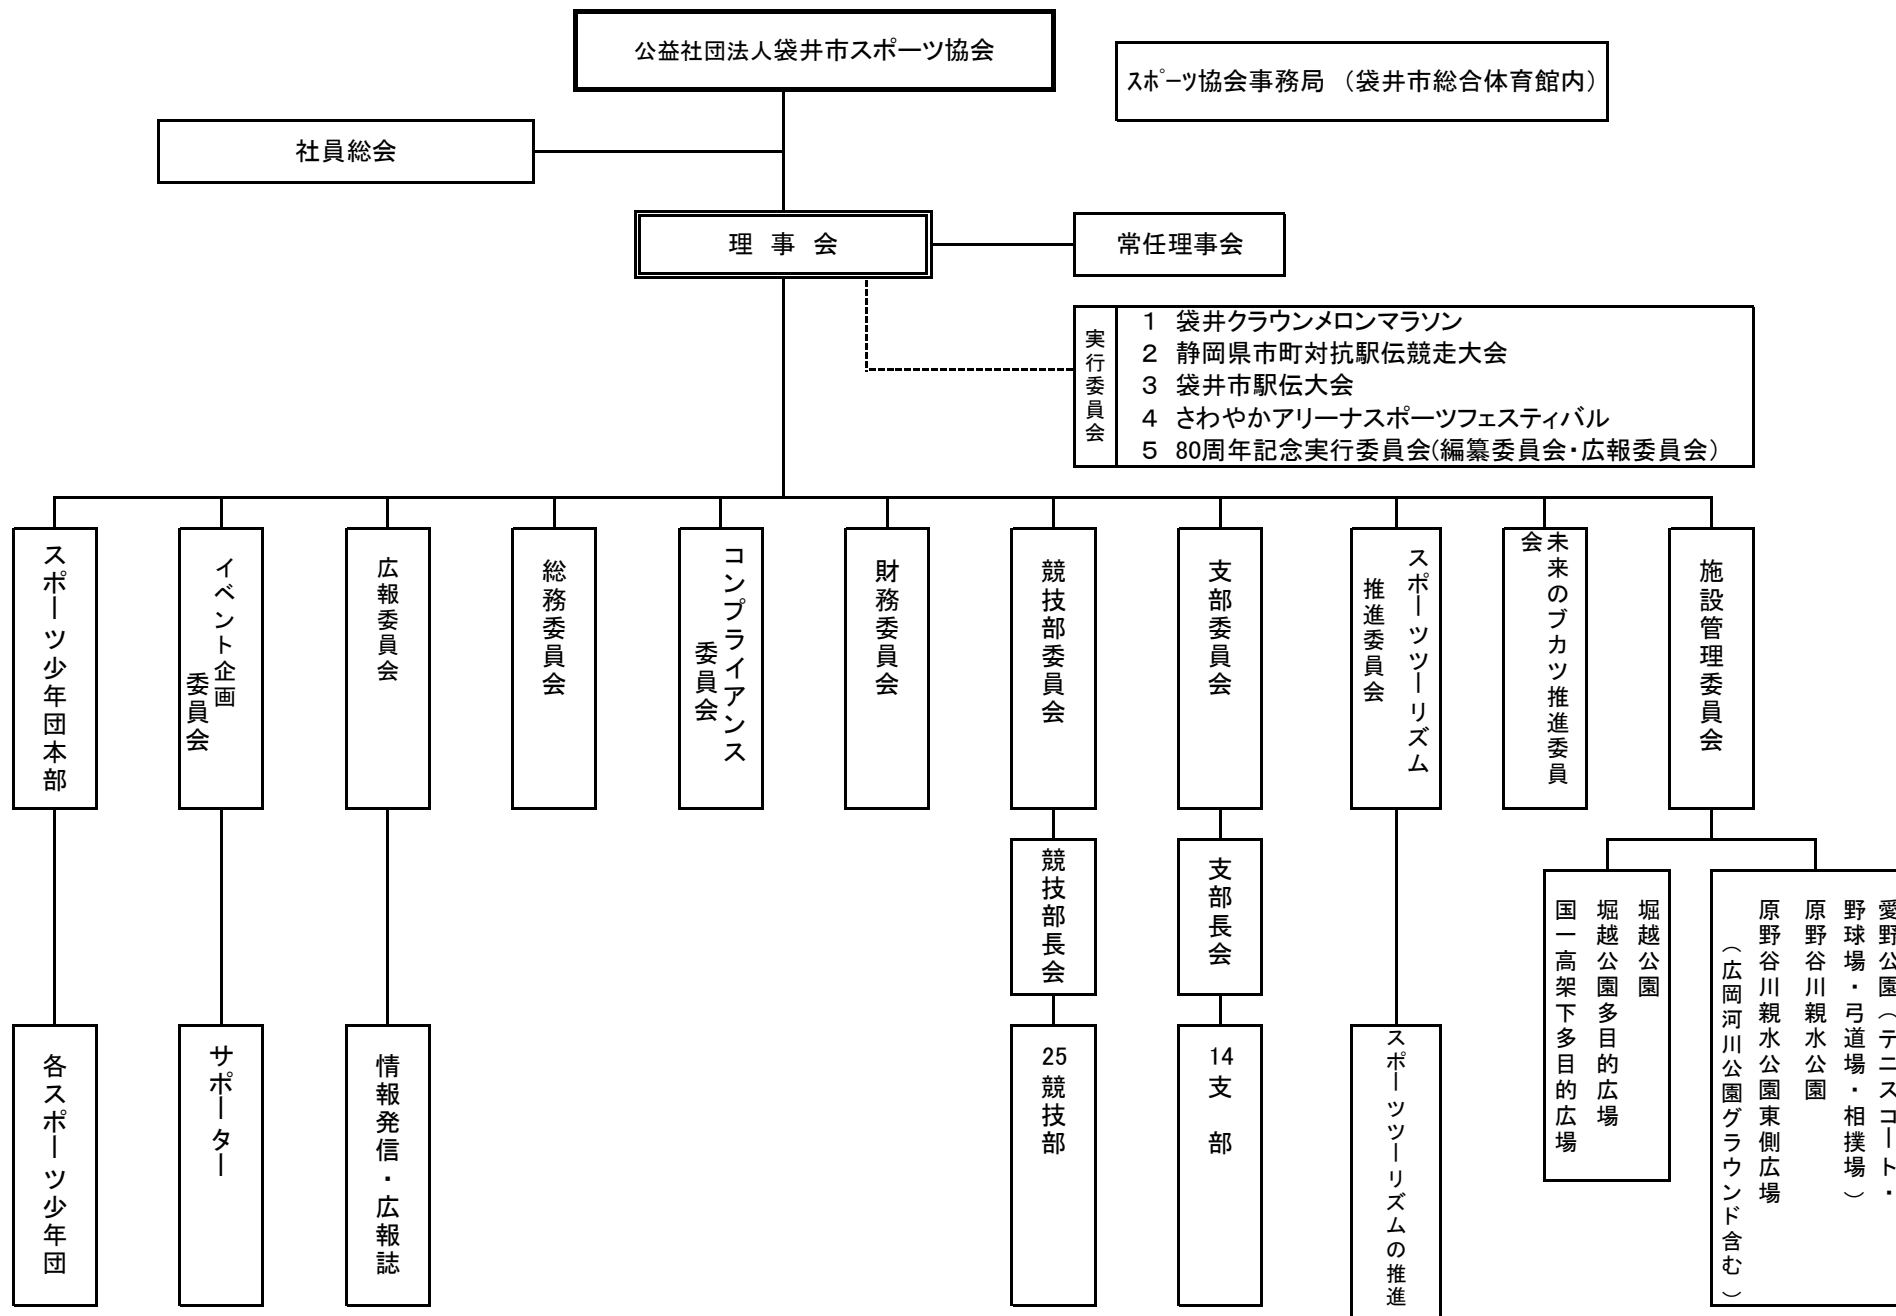 公益社団法人袋井市スポーツ協会
スポーツ協会事務局 （袋井市総合体育館内）
社員総会
理 事 会
常任理事会
実行委員会
1 袋井クラウンメロンマラソン
2 静岡県市町対抗駅伝競走大会
3 袋井市駅伝大会
4 さわやかアリーナスポーツフェスティバル
5 80周年記念実行委員会(編纂委員会・広報委員会）
スポーツ少年団本部
イベント企画
委員会
広報委員会
総務委員会
コンプライアンス
委員会
財務委員会
競技部委員会
支部委員会
スポーツツーリズム
推進委員会
未来のブカツ推進委員
会
施設管理委員会
競技部長会
支部長会
各スポーツ少年団
サポーター
情報発信・広報誌
25競技部
14支 部
スポーツツーリズムの推進
堀越公園
堀越公園多目的広場
国一高架下多目的広場
愛野公園（テニスコート・
野球場・弓道場・相撲場）
原野谷川親水公園
原野谷川親水公園東側広場
（広岡河川公園グラウンド含む）